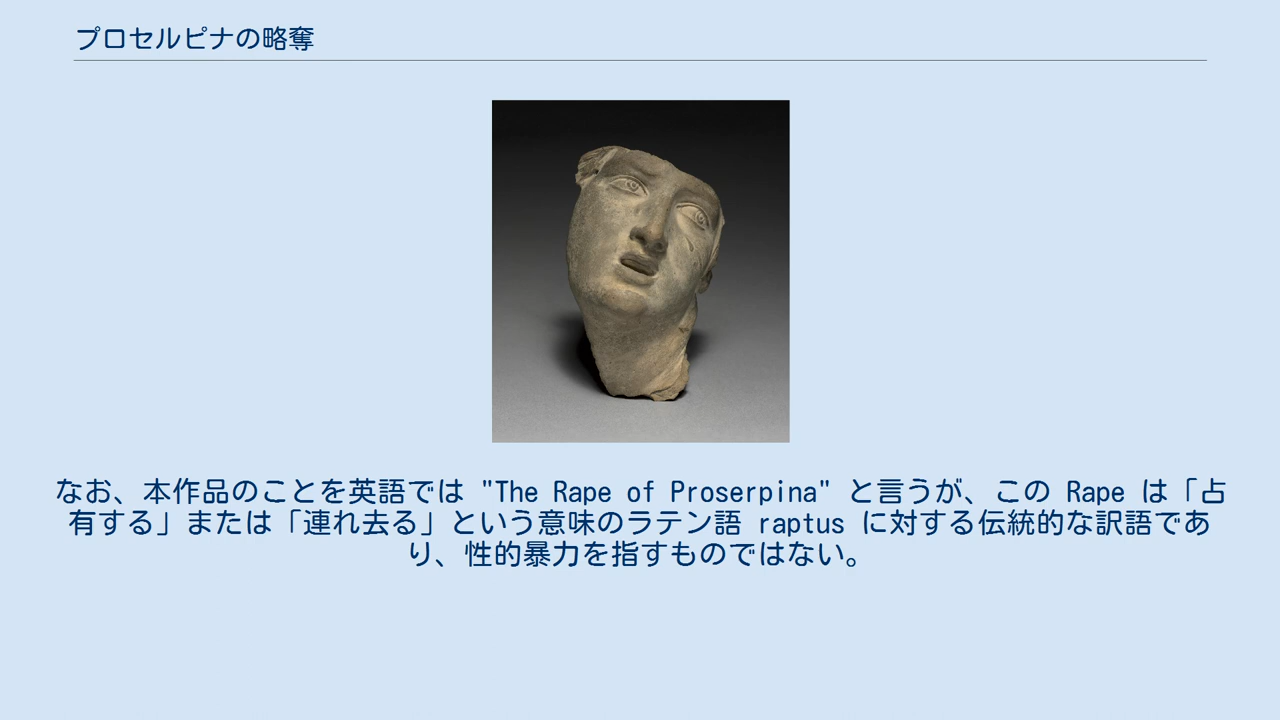 プロセルピナの略奪
なお、本作品のことを英語では "The Rape of Proserpina" と言うが、この Rape は「占
有する」または「連れ去る」という意味のラテン語 raptus に対する伝統的な訳語であ
り、性的暴力を指すものではない。